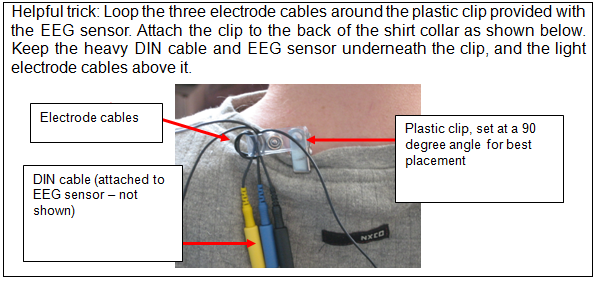 Helpful trick: Loop the three electrode cables around the plastic clip provided with
the EEG sensor. Attach the clip to the back of the shirt collar as shown below.
Keep the heavy DIN cable and EEG sensor underneath the clip, and the light
electrode cables above it.
Electrode cables
Plastic clip, set at a 90
degree angle for best
placement
DIN cable (attached to
EEG sensor – not
shown)
NXCO